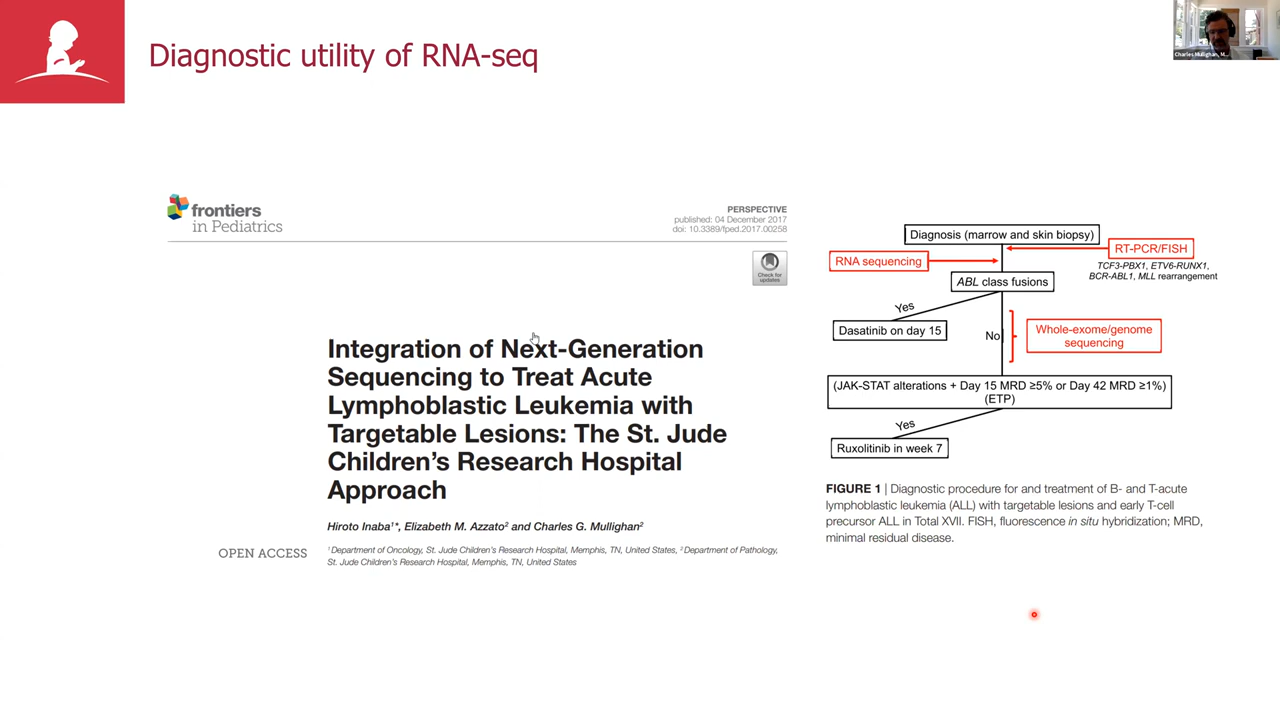 Diagnostic utility of RNA-seq
Charles Mullighan, M...
frontiers
in Pediatrics
PERSPECTIVE
published: 04 December 2017
doi: 10.3389/fped.2017.00258
Check for
updates
Integration of Next-Generation
Sequencing to Treat Acute
Lymphoblastic Leukemia with
Targetable Lesions: The St. Jude
Children’s Research Hospital
Approach
Hiroto Inaba1*, Elizabeth M. Azzato2 and Charles G. Mullighan2
OPEN ACCESS
1 Department of Oncology, St. Jude Children’s Research Hospital, Memphis, TN, United States, 2 Department of Pathology,
St. Jude Children’s Research Hospital, Memphis, TN, United States
Diagnosis (marrow and skin biopsy)
RNA sequencing
RT-PCR/FISH
TCF3-PBX1, ETV6-RUNX1,
BCR-ABL1, MLL rearrangement
ABL class fusions
Yes
Dasatinib on day 15
No
Whole-exome/genome
sequencing
(JAK-STAT alterations + Day 15 MRD ≥5% or Day 42 MRD ≥1%)
(ETP)
Yes
Ruxolitinib in week 7
FIGURE 1 | Diagnostic procedure for and treatment of B- and T-acute
lymphoblastic leukemia (ALL) with targetable lesions and early T-cell
precursor ALL in Total XVII. FISH, fluorescence in situ hybridization; MRD,
minimal residual disease.